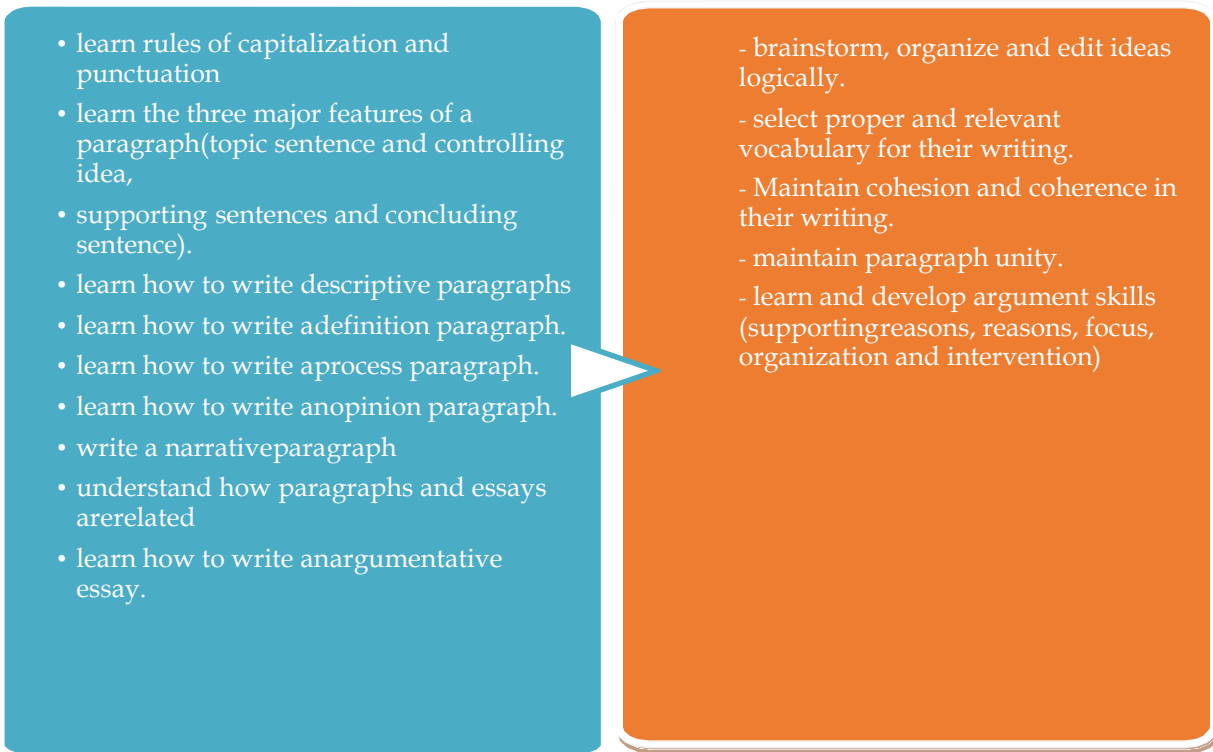 • learn rules of capitalization and
punctuation
• learn the three major features of a
paragraph(topic sentence and controlling
idea,
• supporting sentences and concluding
sentence).
• learn how to write descriptive paragraphs
• learn how to write adefinition paragraph.
• learn how to write aprocess paragraph.
• learn how to write anopinion paragraph.
• write a narrativeparagraph
• understand how paragraphs and essays
arerelated
• learn how to write anargumentative
essay.
- brainstorm, organize and edit ideas
logically.
- select proper and relevant
vocabulary for their writing.
- Maintain cohesion and coherence in
their writing.
- maintain paragraph unity.
- learn and develop argument skills
(supportingreasons, reasons, focus,
organization and intervention)